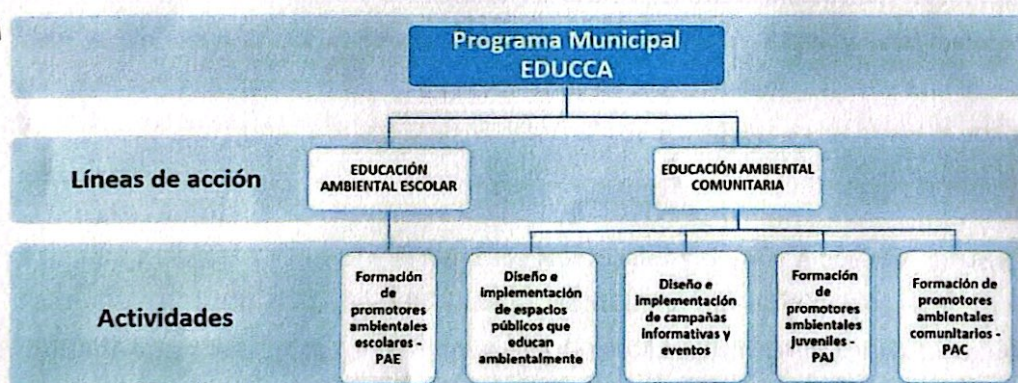 Programa Municipal
EDUCCA
Líneas de acción
EDUCACIÓN
AMBIENTAL ESCOLAR
EDUCACIÓN AMBIENTAL
COMUNITARIA
Actividades
Formación
de
promotores
ambientales
escolares -
PAE
Diseño e
implementación
de espacios
públicos que
educan
ambientalmente
Diseño e
implementación
de campañas
informativas y
eventos
Formación
de
promotores
ambientales
juveniles -
PAJ
Formación de
promotores
ambientales
comunitarios -
PAC